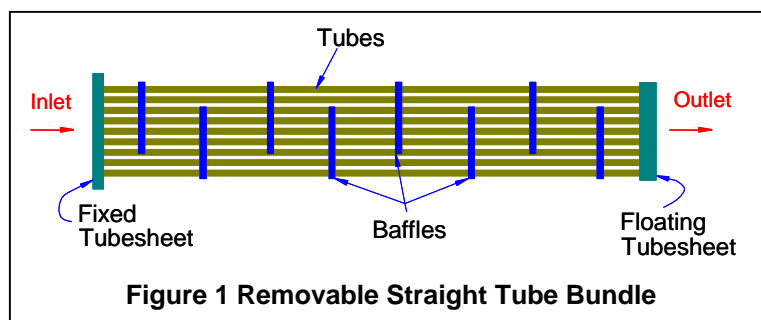 Tubes
Inlet
Outlet
Fixed
Tubesheet
Baffles
Floating
Tubesheet
Figure 1 Removable Straight Tube Bundle